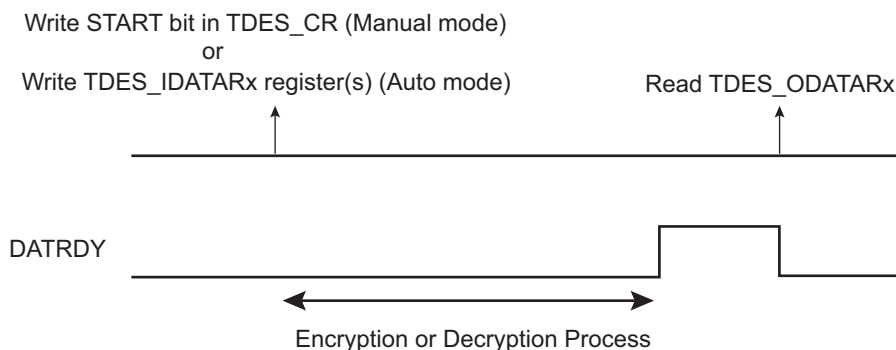 Write START bit in TDES_CR (Manual mode)
or
Write TDES_IDATARx register(s) (Auto mode)
Read TDES_ODATARx
DATRDY
Encryption or Decryption Process